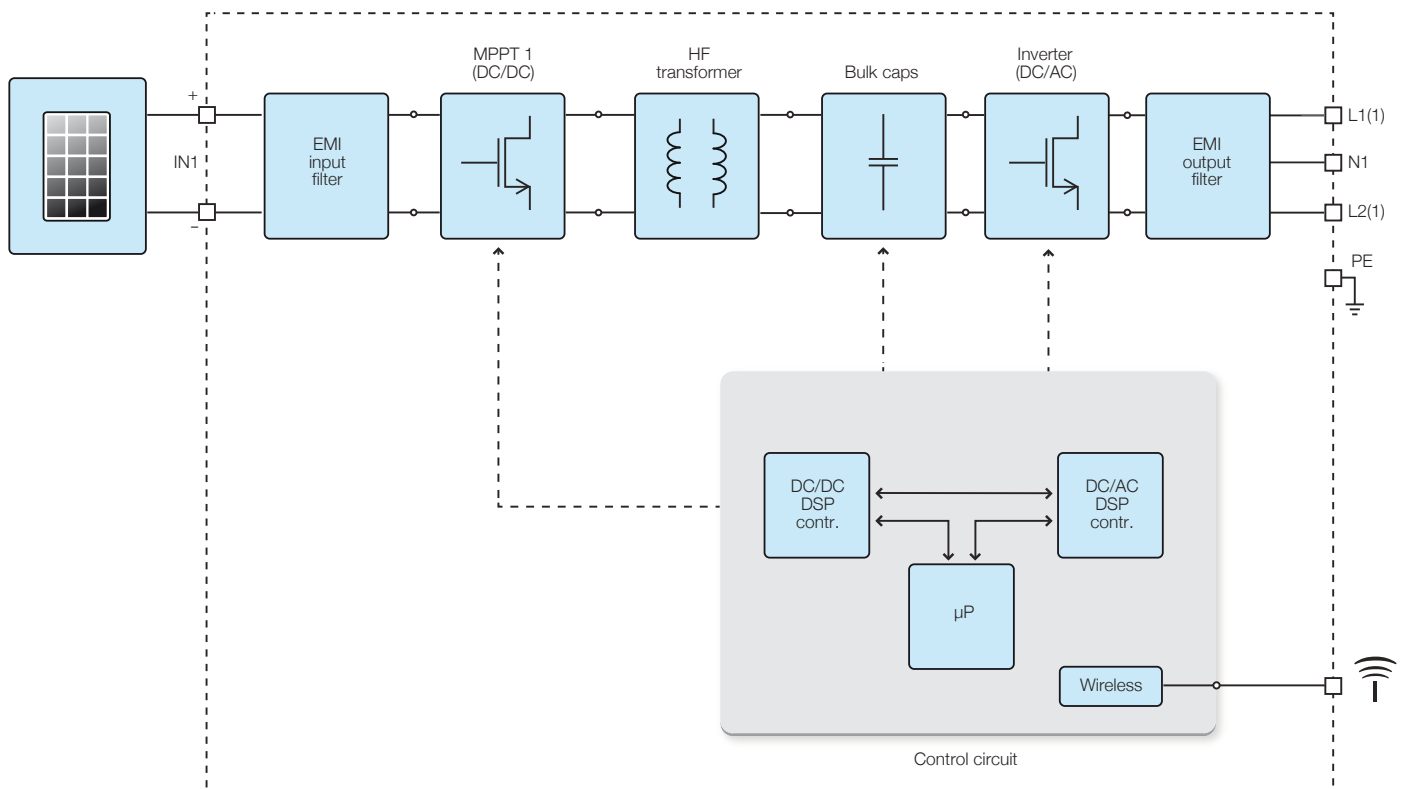 MPPT 1
(DC/DC)
HF
transformer
Bulk caps
Inverter
(DC/AC)
+
IN1
–
EMI
input
filter
EMI
output
filter
L1(1)
N1
L2(1)
PE
DC/DC
DSP
contr.
DC/AC
DSP
contr.
µP
Wireless
Control circuit